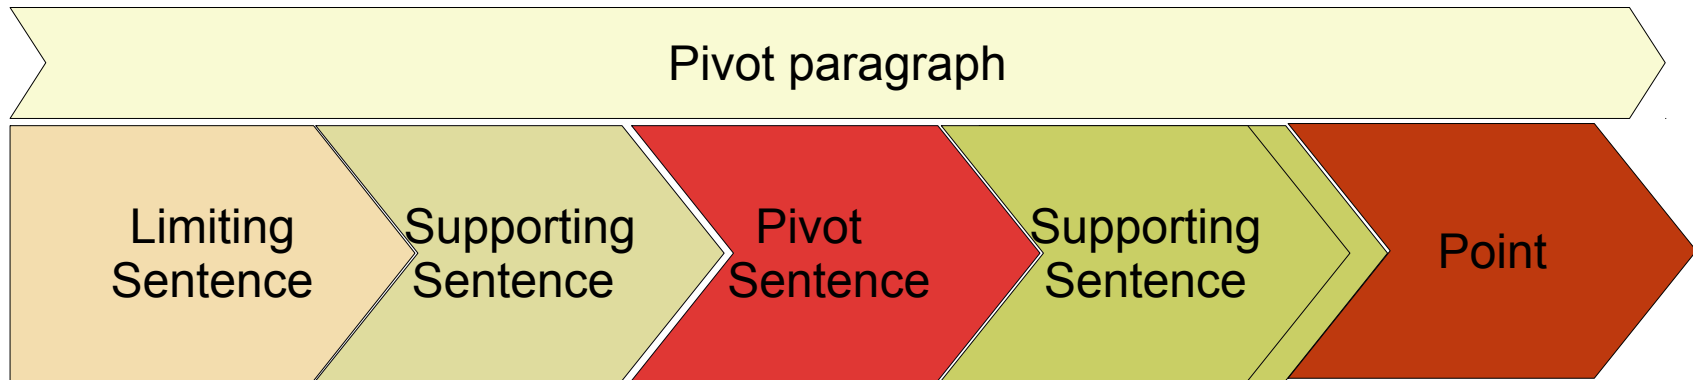 Pivot paragraph
Limiting
Sentence
Supporting
Sentence
Pivot
Sentence
Supporting
Sentence
Point